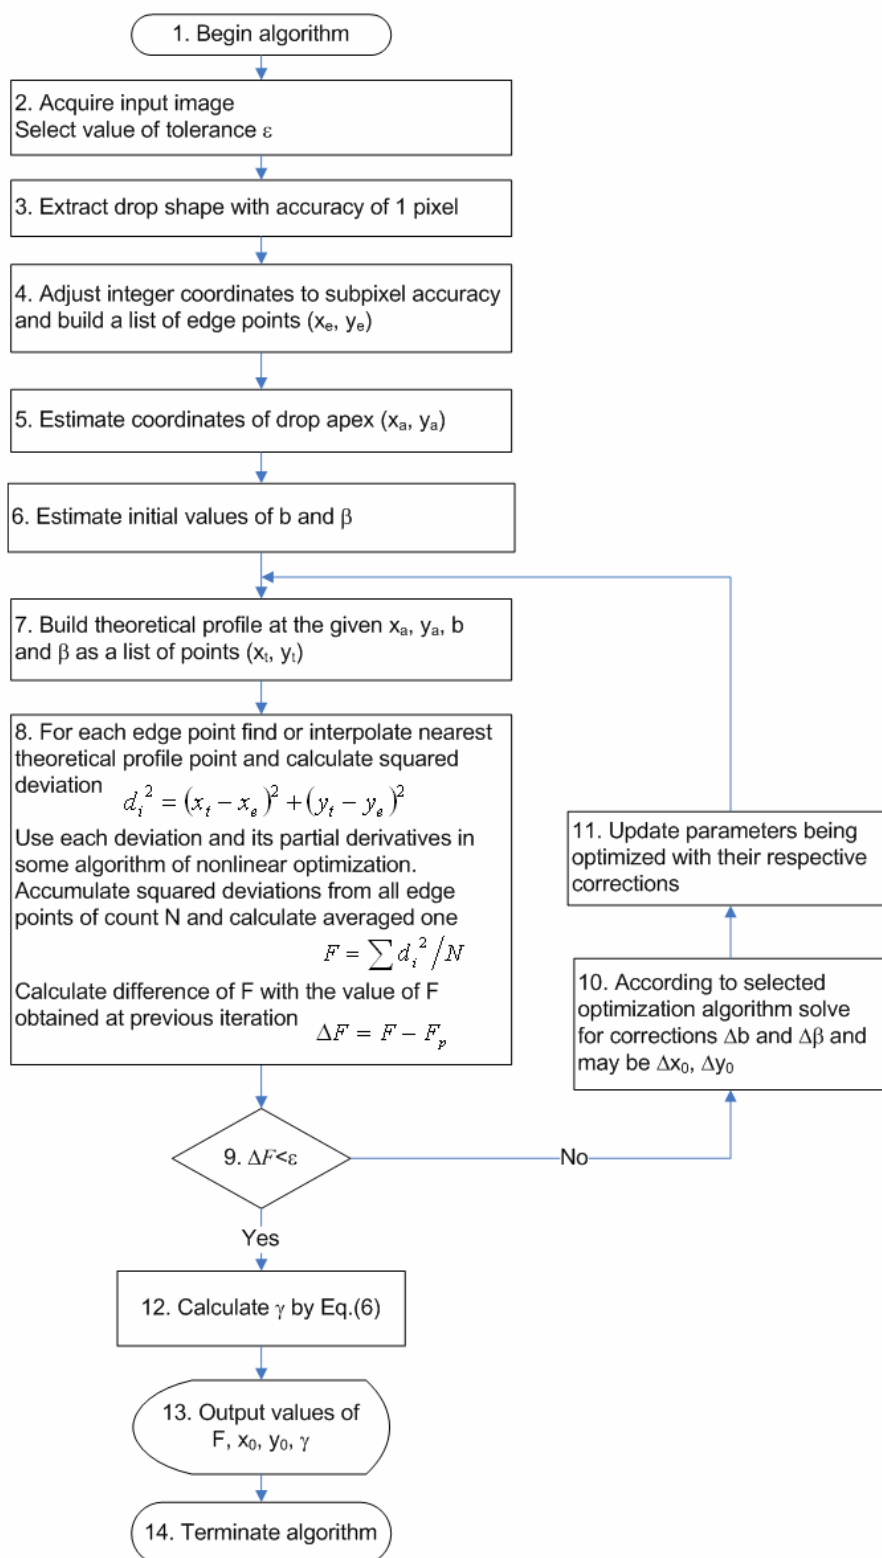 1. Begin algorithm
2. Acquire input image
Select value of tolerance ε
3. Extract drop shape with accuracy of 1 pixel
4. Adjust integer coordinates to subpixel accuracy
and build a list of edge points (xₑ, yₑ)
5. Estimate coordinates of drop apex (xₐ, yₐ)
6. Estimate initial values of b and β
7. Build theoretical profile at the given xₐ, yₐ, b
and β as a list of points (xₜ, yₜ)
8. For each edge point find or interpolate nearest
theoretical profile point and calculate squared
deviation
dᵢ² = (xₜ − xₑ)² + (yₜ − yₑ)²
Use each deviation and its partial derivatives in
some algorithm of nonlinear optimization.
Accumulate squared deviations from all edge
points of count N and calculate averaged one
F = ∑ dᵢ² / N
Calculate difference of F with the value of F
obtained at previous iteration
ΔF = F − Fₚ
9. ΔF<ε
No
10. According to selected
optimization algorithm solve
for corrections Δb and Δβ and
may be Δx₀, Δy₀
11. Update parameters being
optimized with their respective
corrections
Yes
12. Calculate γ by Eq.(6)
13. Output values of
F, x₀, y₀, γ
14. Terminate algorithm